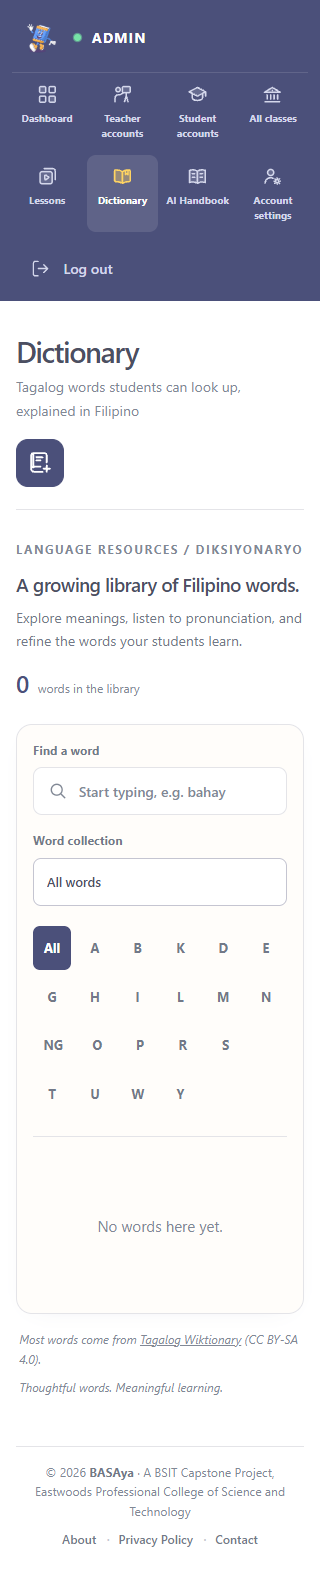 ADMIN
Dashboard
Teacher accounts
Student accounts
All classes
Lessons
Dictionary
AI Handbook
Account settings
Log out
Dictionary
Tagalog words students can look up,
explained in Filipino
LANGUAGE RESOURCES / DIKSIYONARYO
A growing library of Filipino words.
Explore meanings, listen to pronunciation, and
refine the words your students learn.
0 words in the library
Find a word
Start typing, e.g. bahay
Word collection
All words
All A B K D E
G H I L M N
NG O P R S
T U W Y
No words here yet.
Most words come from Tagalog Wiktionary (CC BY-SA
4.0).
Thoughtful words. Meaningful learning.
© 2026 BASAya · A BSIT Capstone Project,
Eastwoods Professional College of Science and
Technology
About · Privacy Policy · Contact